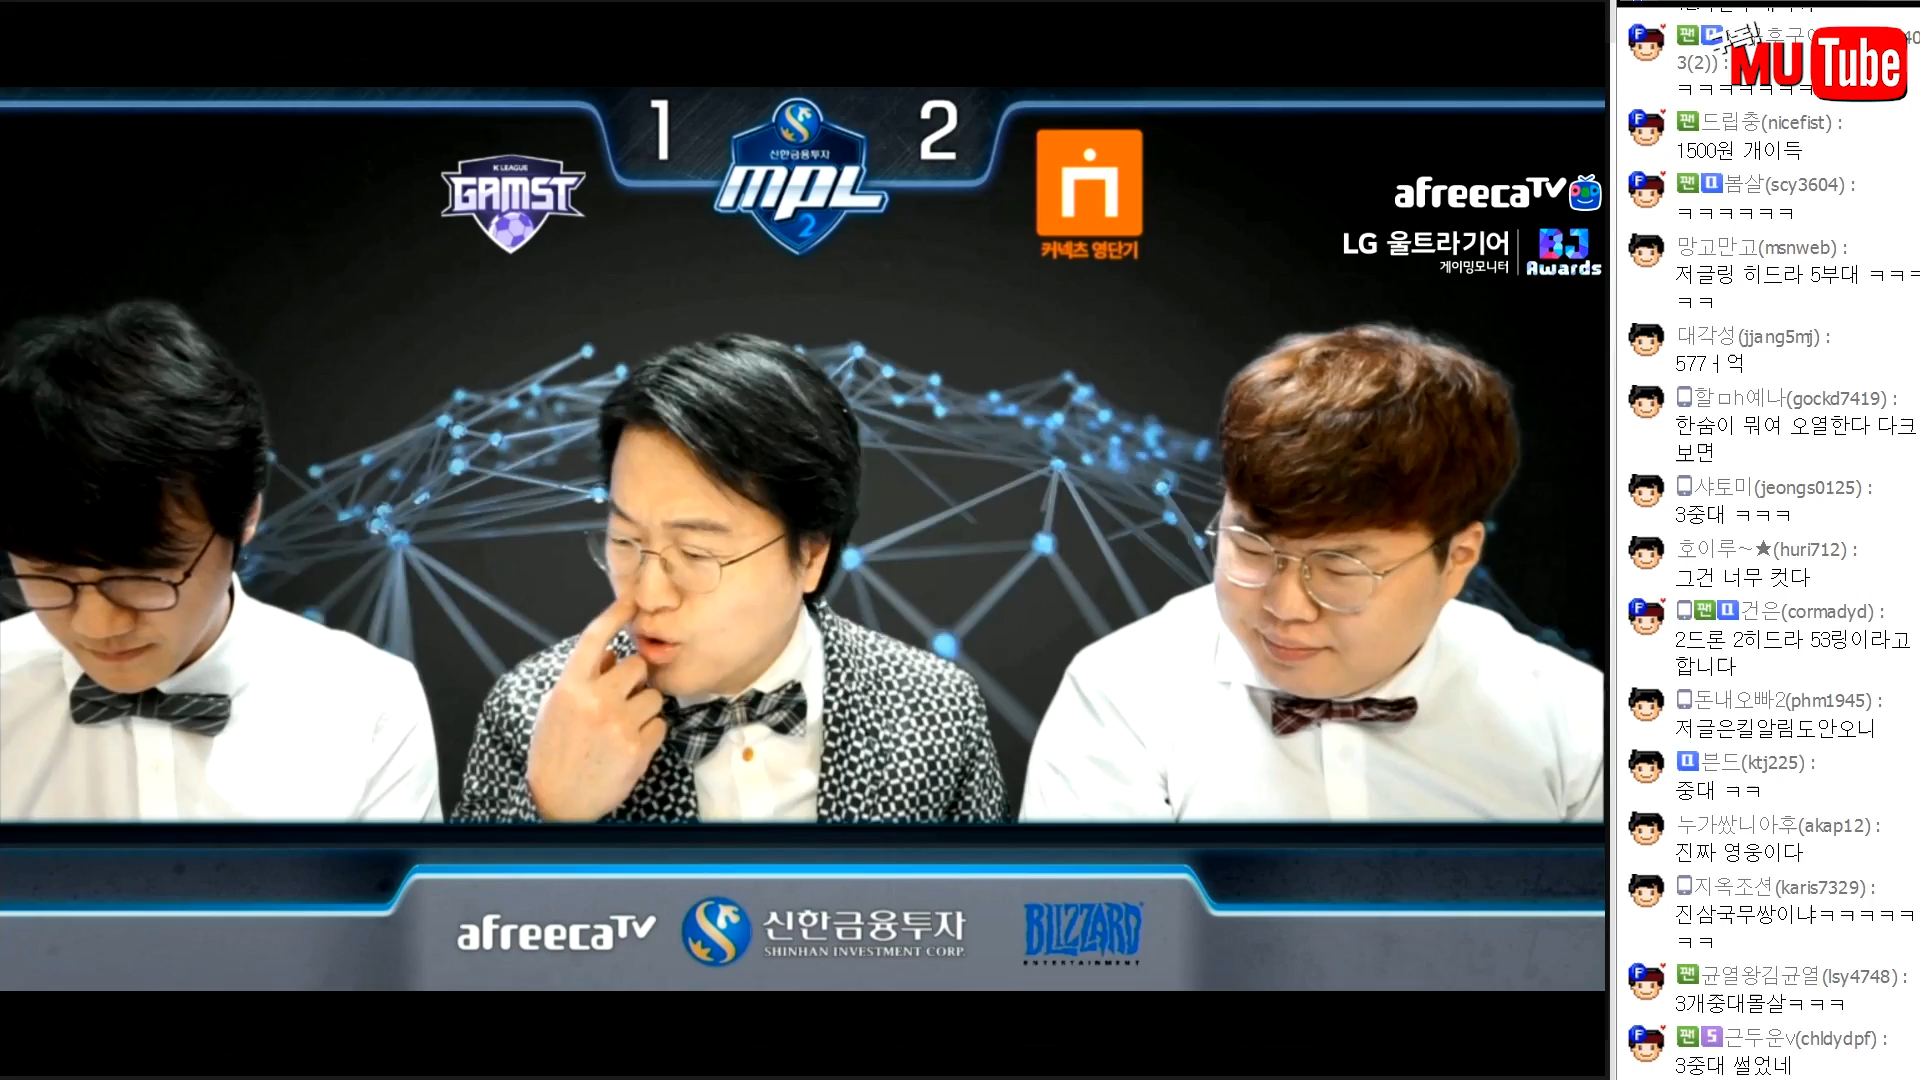 1
2
K LEAGUE
GAMST
신한금융투자
MPL
2
커넥츠 영단기
afreecaTV
LG 울트라기어
게이밍모니터
BJ
Awards
afreecaTV
신한금융투자
SHINHAN INVESTMENT CORP.
BLIZZARD
ENTERTAINMENT
구독!
MU Tube
3(2)) :
ㅋㅋㅋㅋㅋㅋㅋ
팬 드립충(nicefist) :
1500원 개이득
팬 봄살(scy3604) :
ㅋㅋㅋㅋㅋㅋ
망고만고(msnweb) :
저글링 히드라 5부대 ㅋㅋㅋ
ㅋㅋ
대각성(jjang5mj) :
577ㅓ억
할ㅁh예나(gockd7419) :
한숨이 뭐여 오열한다 다크
보면
샤토미(jeongs0125) :
3중대 ㅋㅋㅋ
호이루~★(huri712) :
그건 너무 컷다
팬 건은(cormadyd) :
2드론 2히드라 53링이라고
합니다
돈내오빠2(phm1945) :
저글은킬알림도안오니
븐드(ktj225) :
중대 ㅋㅋ
누가쌌니아후(akap12) :
진짜 영웅이다
지옥조션(karis7329) :
진삼국무쌍이냐ㅋㅋㅋㅋㅋ
ㅋㅋ
팬 균열왕김균열(lsy4748) :
3개중대몰살ㅋㅋㅋ
팬 S 근두운v(chldydpf) :
3중대 썰었네